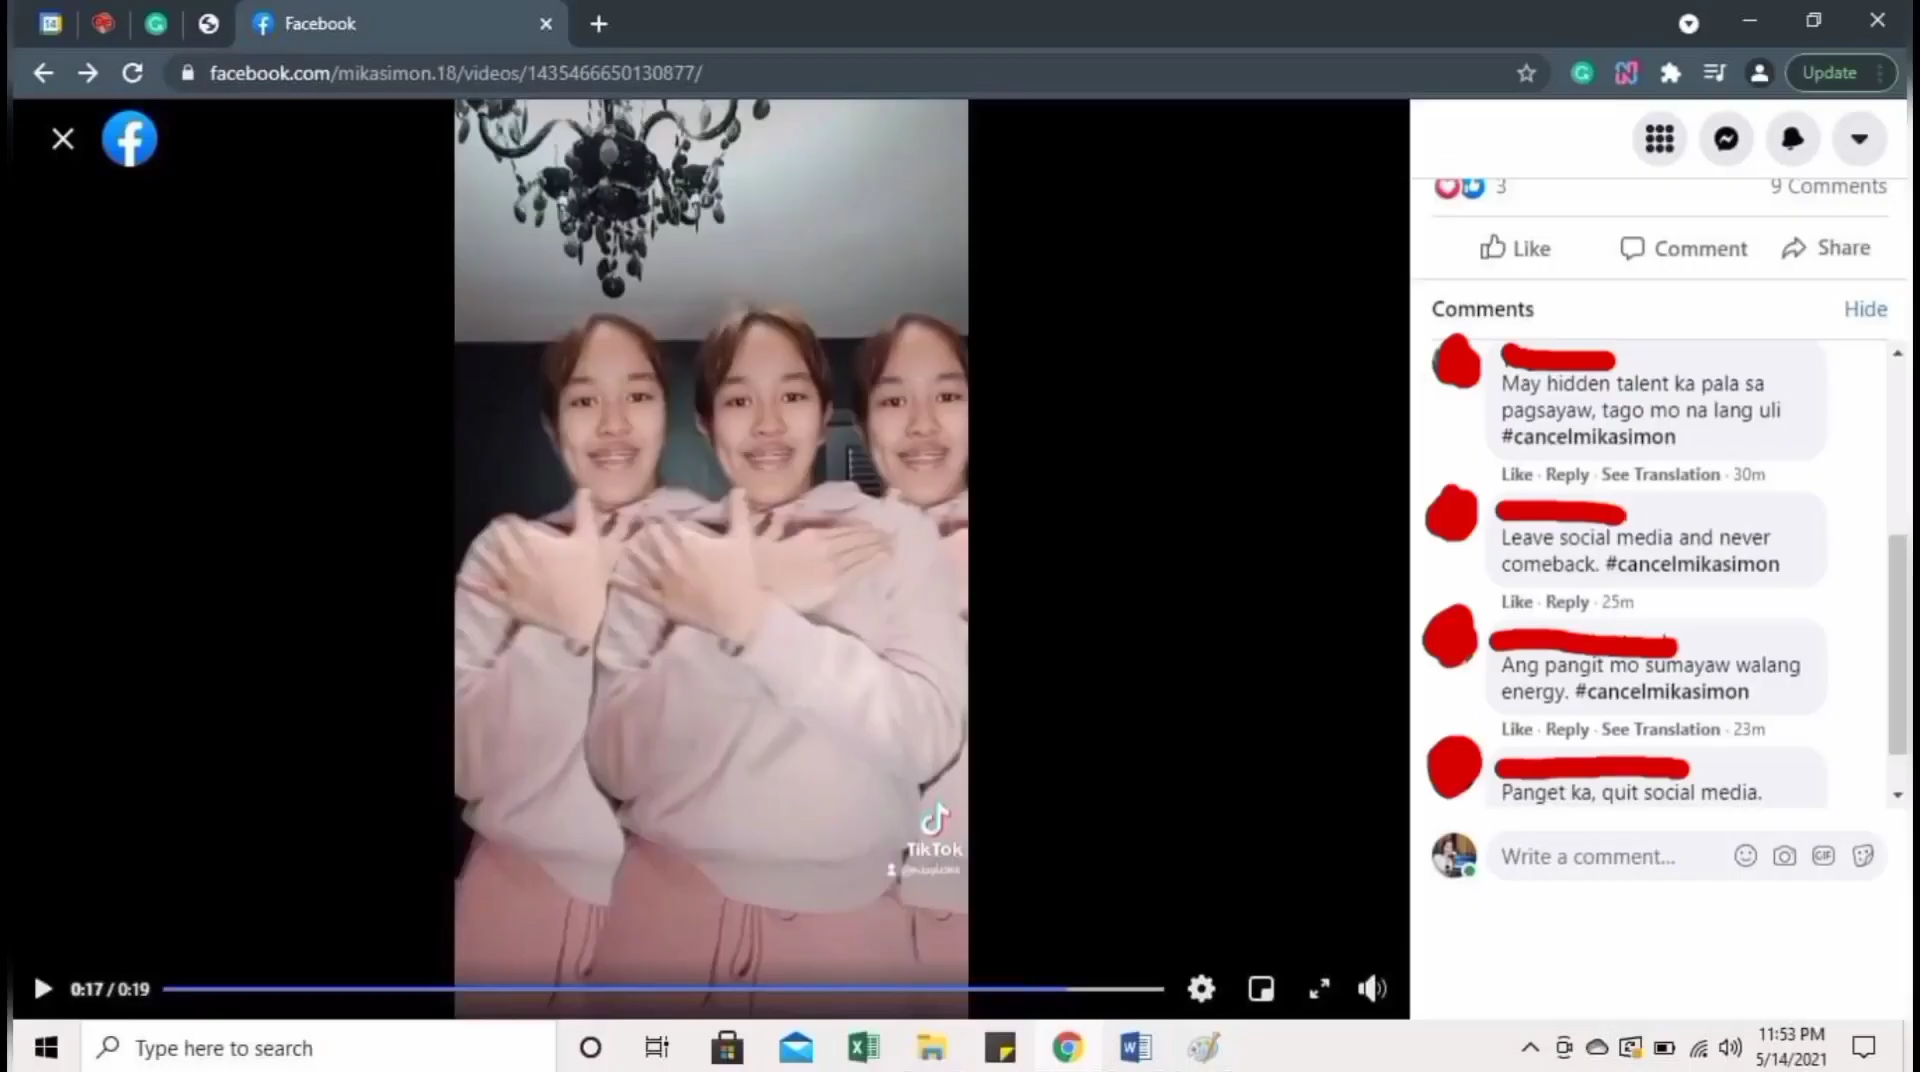 14
Facebook
facebook.com/mikasimon.18/videos/1435466650130877/
Update
3
9 Comments
Like
Comment
Share
Comments
Hide
May hidden talent ka pala sa
pagsayaw, tago mo na lang uli
#cancelmikasimon
Like · Reply · See Translation · 30m
Leave social media and never
comeback. #cancelmikasimon
Like · Reply · 25m
Ang pangit mo sumayaw walang
energy. #cancelmikasimon
Like · Reply · See Translation · 23m
Panget ka, quit social media.
Write a comment...
GIF
TikTok
0:17 / 0:19
Type here to search
11:53 PM
5/14/2021